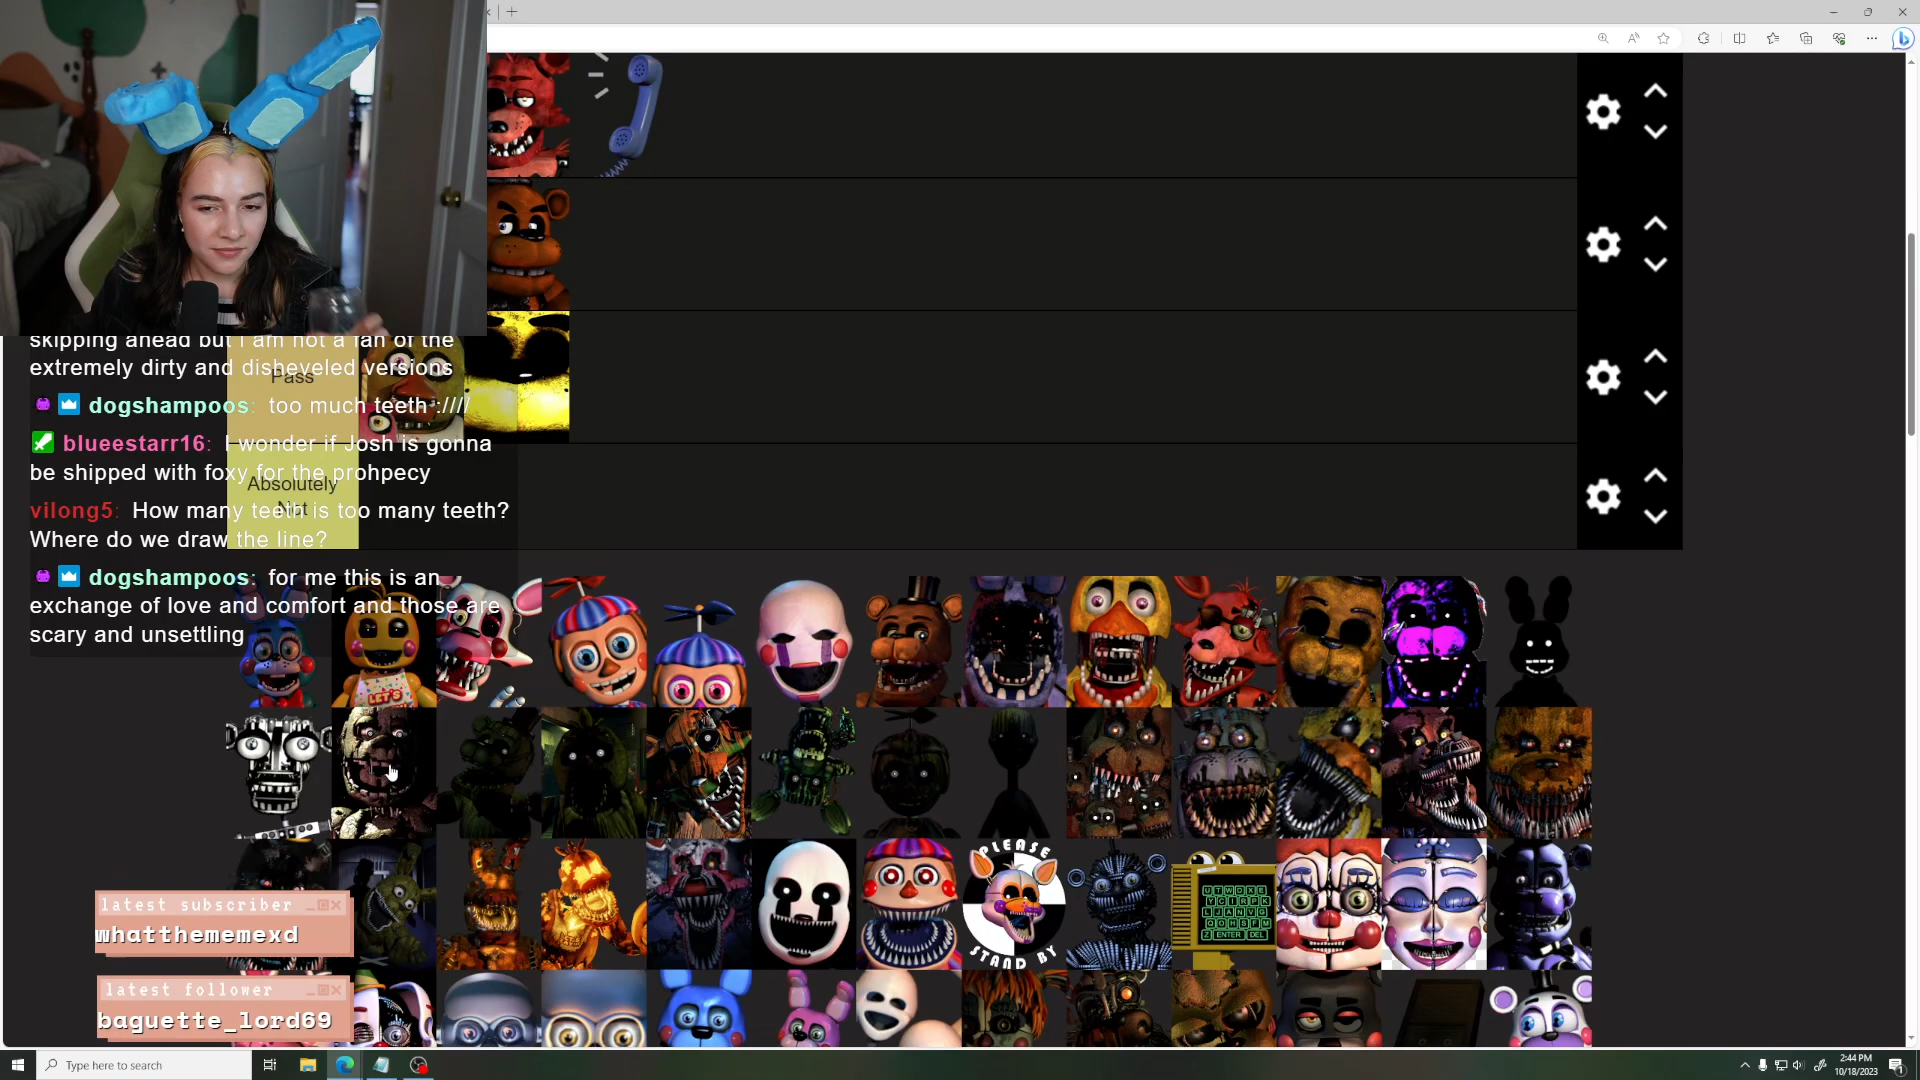 skipping ahead but I am not a fan of the
extremely dirty and disheveled versions
Pass
dogshampoos: too much teeth :////
blueestarr16: I wonder if Josh is gonna
be shipped with foxy for the prohpecy
Absolutely
Not
vilong5: How many teeth is too many teeth?
Where do we draw the line?
dogshampoos: for me this is an
exchange of love and comfort and those are
scary and unsettling
LET'S
PLEASE
STAND BY
ENTER DEL
latest subscriber
whatthememexd
latest follower
baguette_lord69
Type here to search
2:44 PM
10/18/2023